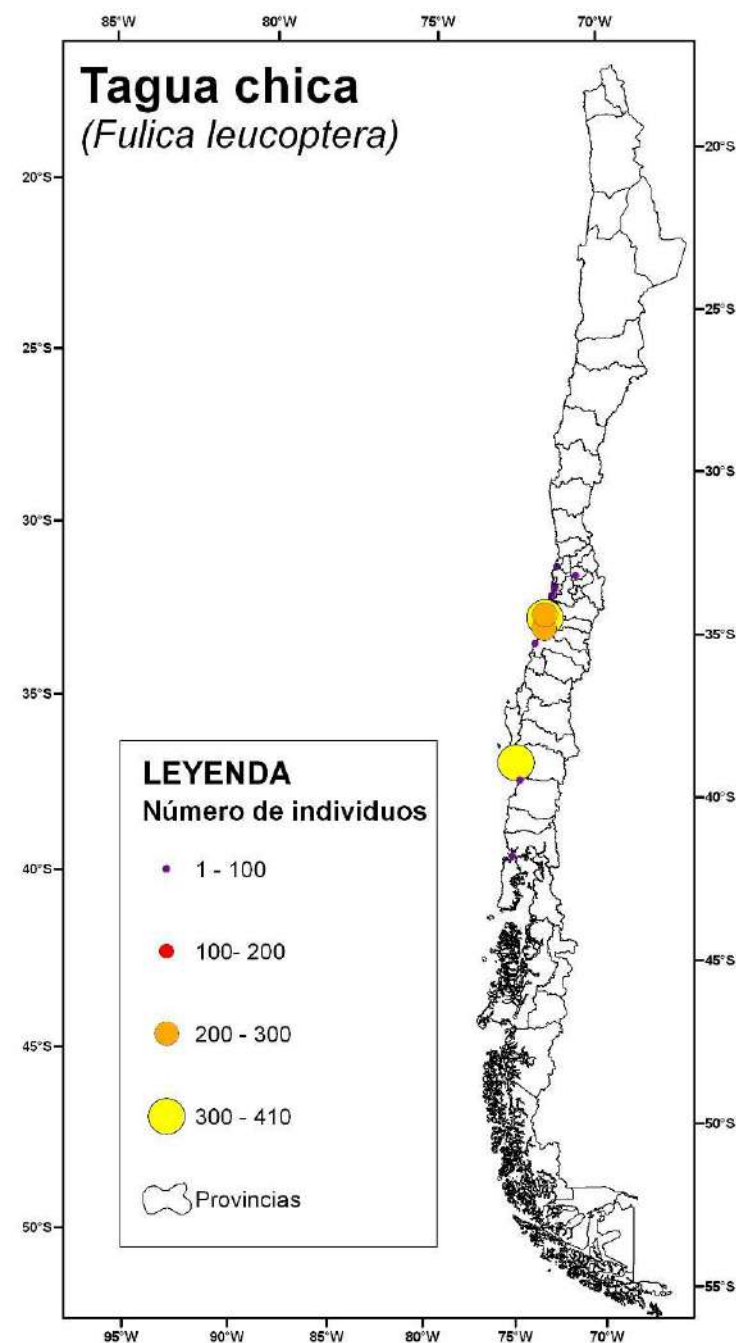 85°W 80°W 75°W 70°W
Tagua chica
(Fulica leucoptera)
20°S
25°S
30°S
35°S
40°S
45°S
50°S
20°S
25°S
30°S
35°S
40°S
45°S
50°S
55°S
LEYENDA
Número de individuos
1 - 100
100- 200
200 - 300
300 - 410
Provincias
95°W 90°W 85°W 80°W 75°W 70°W